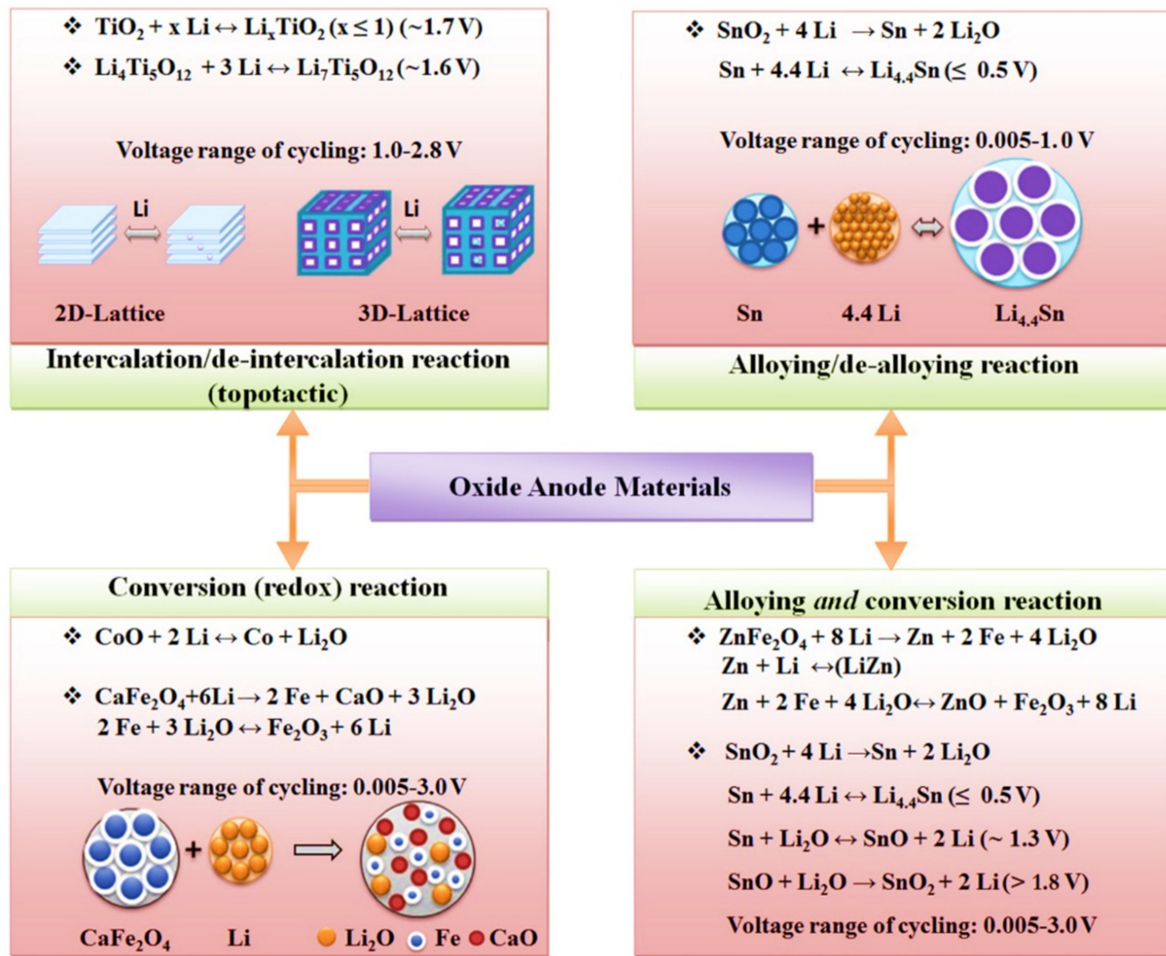 ❖ TiO₂ + x Li ↔ LiₓTiO₂ (x ≤ 1) (~1.7 V)
❖ Li₄Ti₅O₁₂ + 3 Li ↔ Li₇Ti₅O₁₂ (~1.6 V)
Voltage range of cycling: 1.0-2.8 V
Li
Li
2D-Lattice
3D-Lattice
Intercalation/de-intercalation reaction
(topotactic)
❖ SnO₂ + 4 Li → Sn + 2 Li₂O
Sn + 4.4 Li ↔ Li₄.₄Sn (≤ 0.5 V)
Voltage range of cycling: 0.005-1.0 V
+
Sn
4.4 Li
Li₄.₄Sn
Alloying/de-alloying reaction
Oxide Anode Materials
Conversion (redox) reaction
❖ CoO + 2 Li ↔ Co + Li₂O
❖ CaFe₂O₄+6Li → 2 Fe + CaO + 3 Li₂O
2 Fe + 3 Li₂O ↔ Fe₂O₃ + 6 Li
Voltage range of cycling: 0.005-3.0 V
+
CaFe₂O₄
Li
Li₂O
Fe
CaO
Alloying and conversion reaction
❖ ZnFe₂O₄ + 8 Li → Zn + 2 Fe + 4 Li₂O
Zn + Li ↔(LiZn)
Zn + 2 Fe + 4 Li₂O ↔ ZnO + Fe₂O₃ + 8 Li
❖ SnO₂ + 4 Li →Sn + 2 Li₂O
Sn + 4.4 Li ↔ Li₄.₄Sn (≤ 0.5 V)
Sn + Li₂O ↔ SnO + 2 Li (~ 1.3 V)
SnO + Li₂O → SnO₂ + 2 Li (> 1.8 V)
Voltage range of cycling: 0.005-3.0 V